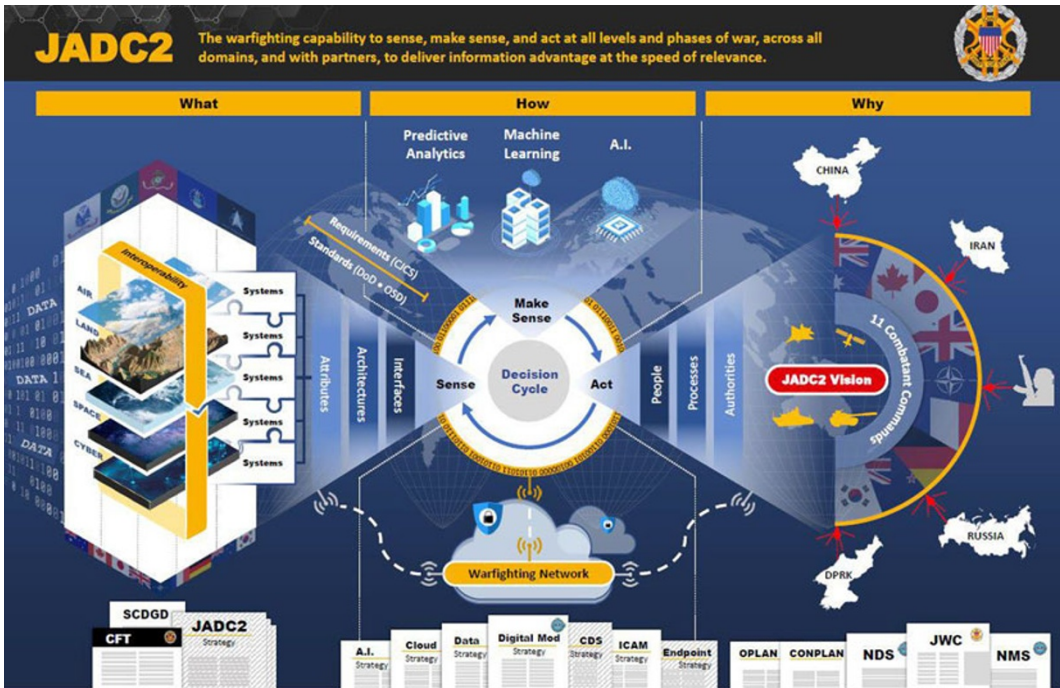 JADC2
The warfighting capability to sense, make sense, and act at all levels and phases of war, across all
domains, and with partners, to deliver information advantage at the speed of relevance.
What
How
Why
Predictive
Analytics
Machine
Learning
A.I.
Requirements (CJCS)
Standards (DoD • OSD)
Interoperability
AIR
LAND
SEA
SPACE
CYBER
DATA
DATA
DATA
Systems
Systems
Systems
Systems
Systems
Attributes
Architectures
Interfaces
Make
Sense
Sense
Decision
Cycle
Act
People
Processes
Authorities
JADC2 Vision
11 Combatant Commands
CHINA
IRAN
RUSSIA
DPRK
Warfighting Network
SCDGD
CFT
JADC2
Strategy
A.I.
Strategy
Cloud
Strategy
Data
Strategy
Digital Mod
Strategy
CDS
Strategy
ICAM
Strategy
Endpoint
Strategy
OPLAN
CONPLAN
NDS
JWC
NMS